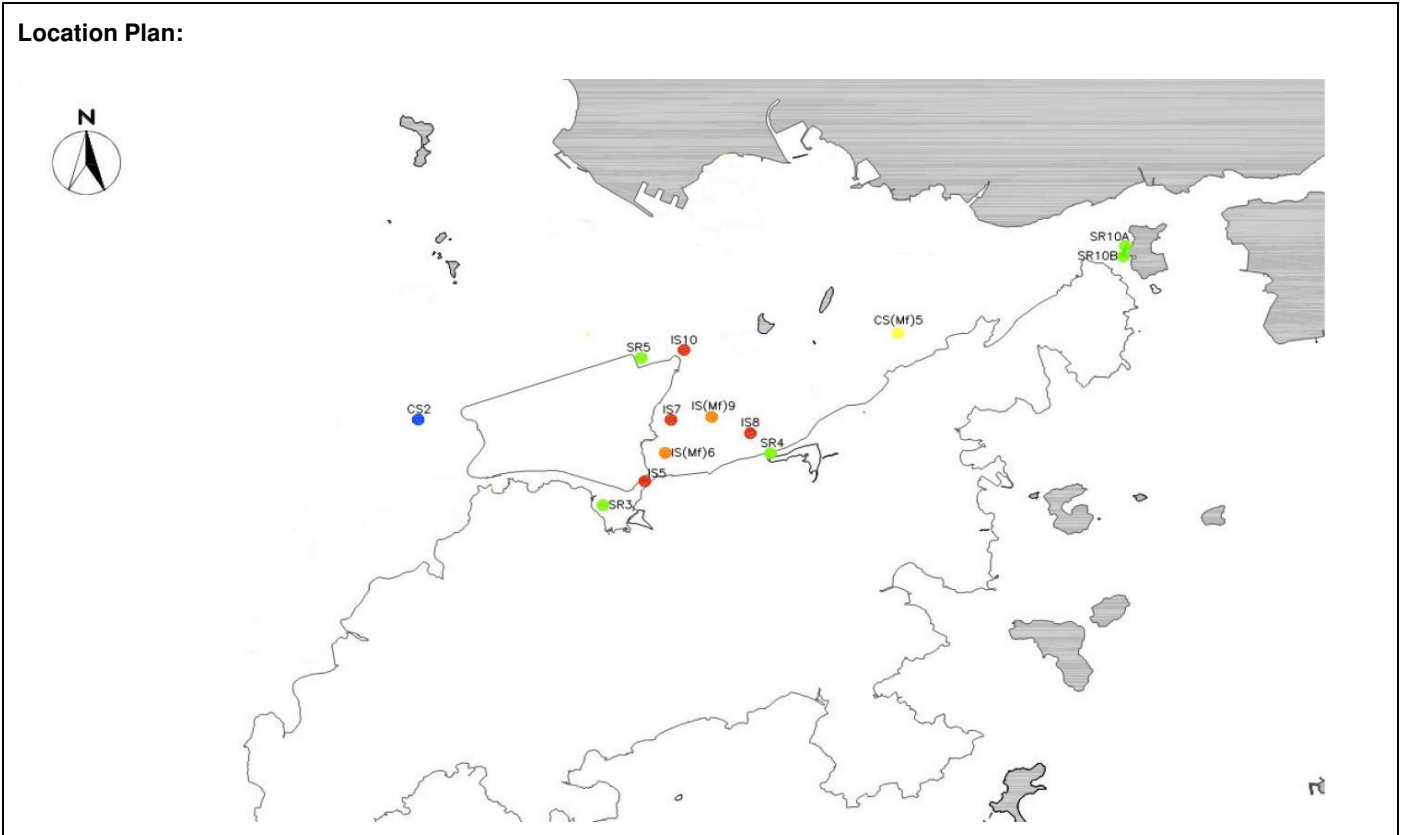 Location Plan:
N
SR10A
SR10B
CS(Mf)5
IS10
SR5
CS2
IS7
IS(Mf)9
IS8
SR4
IS(Mf)6
IS5
SR3